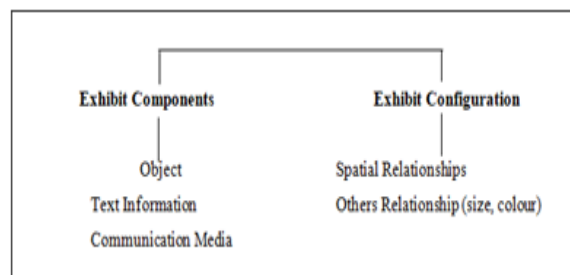 Exhibit Components
Exhibit Configuration
Object
Text Information
Communication Media
Spatial Relationships
Others Relationship (size, colour)